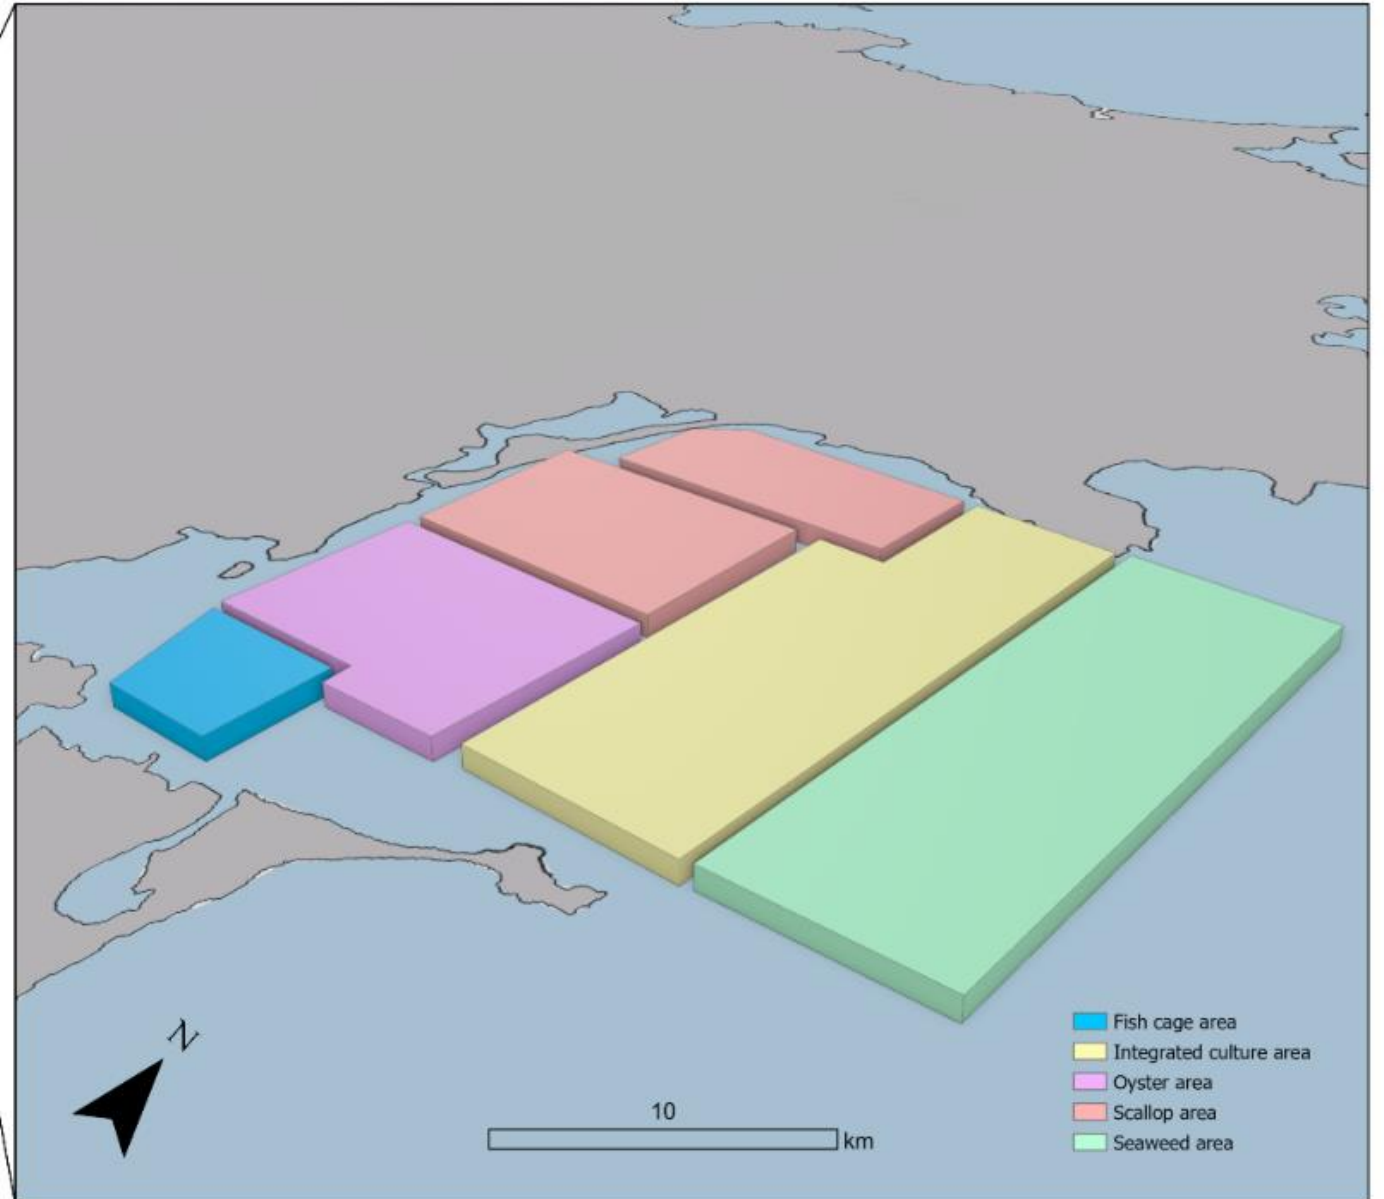 N
Fish cage area
Integrated culture area
Oyster area
Scallop area
Seaweed area
10
km